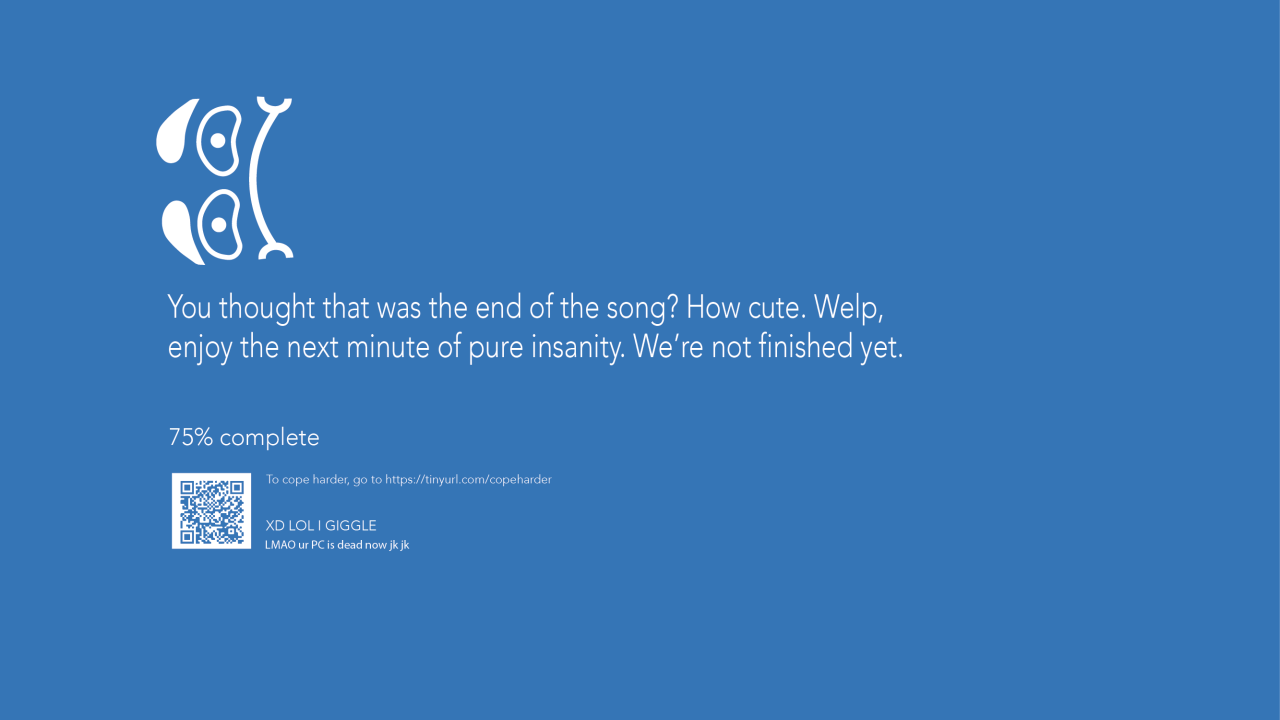 You thought that was the end of the song? How cute. Welp,
enjoy the next minute of pure insanity. We’re not finished yet.
75% complete
To cope harder, go to https://tinyurl.com/copeharder
XD LOL I GIGGLE
LMAO ur PC is dead now jk jk